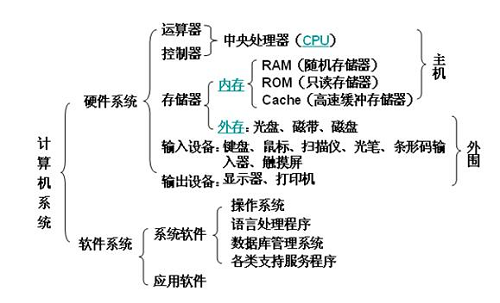 运算器
控制器
中央处理器（CPU）
主机
硬件系统
存储器
内存
RAM（随机存储器）
ROM（只读存储器）
Cache（高速缓冲存储器）
外存：光盘、磁带、磁盘
输入设备：键盘、鼠标、扫描仪、光笔、条形码输
入器、触摸屏
外围
输出设备：显示器、打印机
计算机系统
软件系统
系统软件
操作系统
语言处理程序
数据库管理系统
各类支持服务程序
应用软件